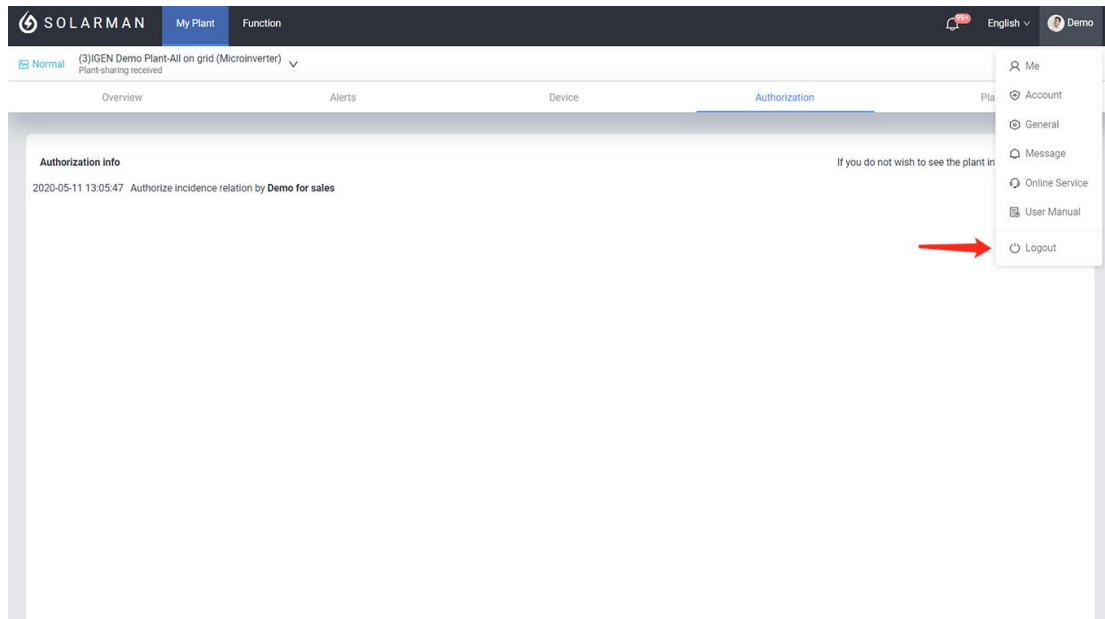 SOLARMAN My Plant Function 99+ English Demo
Normal (3)IGEN Demo Plant-All on grid (Microinverter)
Plant-sharing received
Overview Alerts Device Authorization Pla
Me
Account
General
Message
Online Service
User Manual
Logout
Authorization info If you do not wish to see the plant in
2020-05-11 13:05:47 Authorize incidence relation by Demo for sales